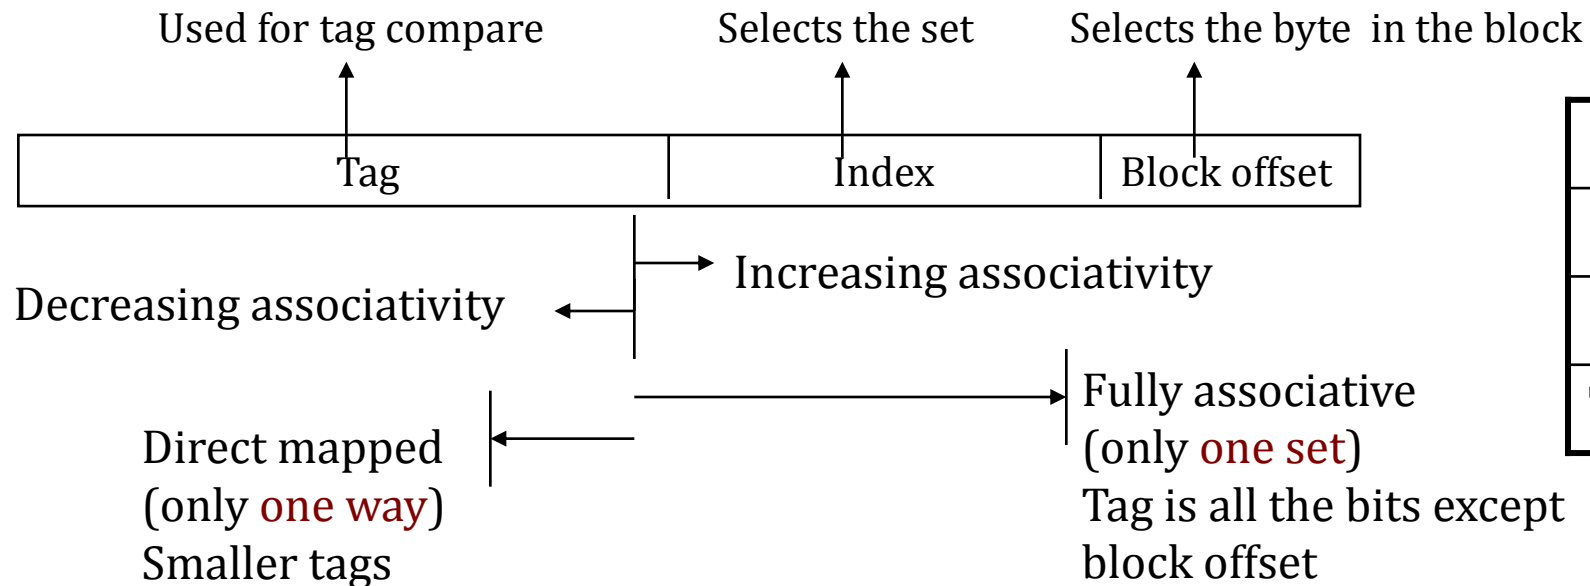 Used for tag compare
Selects the set
Selects the byte in the block
Tag
Index
Block offset
Increasing associativity
Decreasing associativity
Fully associative
(only one set)
Tag is all the bits except
block offset
Direct mapped
(only one way)
Smaller tags